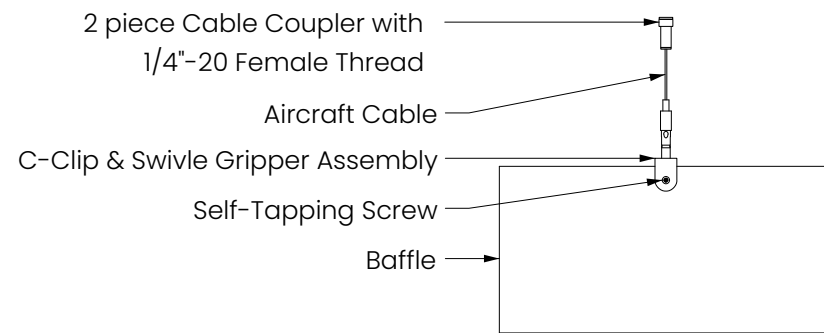 2 piece Cable Coupler with
1/4"-20 Female Thread
Aircraft Cable
C-Clip & Swivle Gripper Assembly
Self-Tapping Screw
Baffle